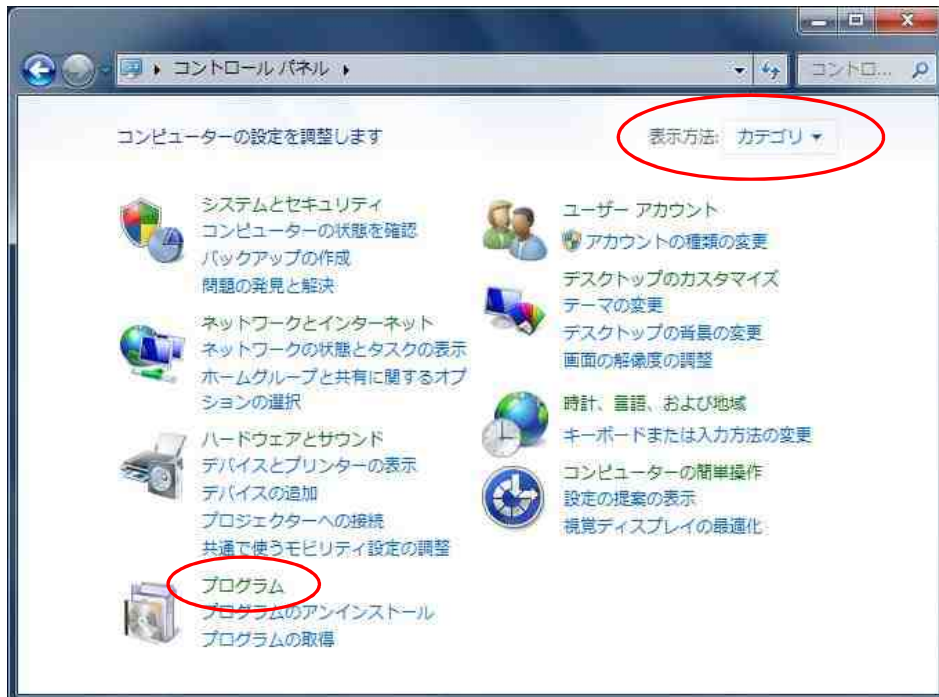 コントロール パネル
コントロ...
コンピューターの設定を調整します
表示方法: カテゴリ
システムとセキュリティ
コンピューターの状態を確認
バックアップの作成
問題の発見と解決
ネットワークとインターネット
ネットワークの状態とタスクの表示
ホームグループと共有に関するオプ
ションの選択
ハードウェアとサウンド
デバイスとプリンターの表示
デバイスの追加
プロジェクターへの接続
共通で使うモビリティ設定の調整
プログラム
プログラムのアンインストール
プログラムの取得
ユーザー アカウント
アカウントの種類の変更
デスクトップのカスタマイズ
テーマの変更
デスクトップの背景の変更
画面の解像度の調整
時計、言語、および地域
キーボードまたは入力方法の変更
コンピューターの簡単操作
設定の提案の表示
視覚ディスプレイの最適化